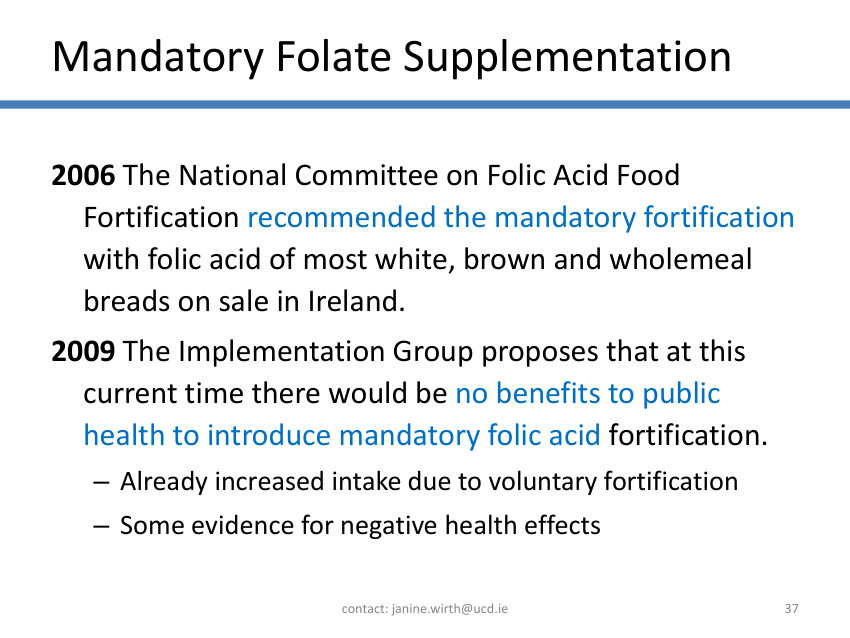 Mandatory Folate Supplementation
2006 The National Committee on Folic Acid Food
Fortification recommended the mandatory fortification
with folic acid of most white, brown and wholemeal
breads on sale in Ireland.
2009 The Implementation Group proposes that at this
current time there would be no benefits to public
health to introduce mandatory folic acid fortification.
– Already increased intake due to voluntary fortification
– Some evidence for negative health effects
contact: janine.wirth@ucd.ie
37